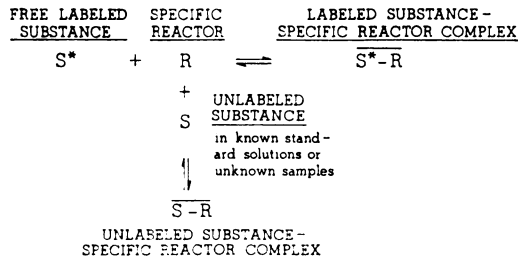 FREE LABELED SUBSTANCE
SPECIFIC REACTOR
LABELED SUBSTANCE-
SPECIFIC REACTOR COMPLEX
S* + R ⇌ S*-R
+
S
UNLABELED SUBSTANCE
in known stand-
ard solutions or
unknown samples
⇌
S-R
UNLABELED SUBSTANCE-
SPECIFIC REACTOR COMPLEX